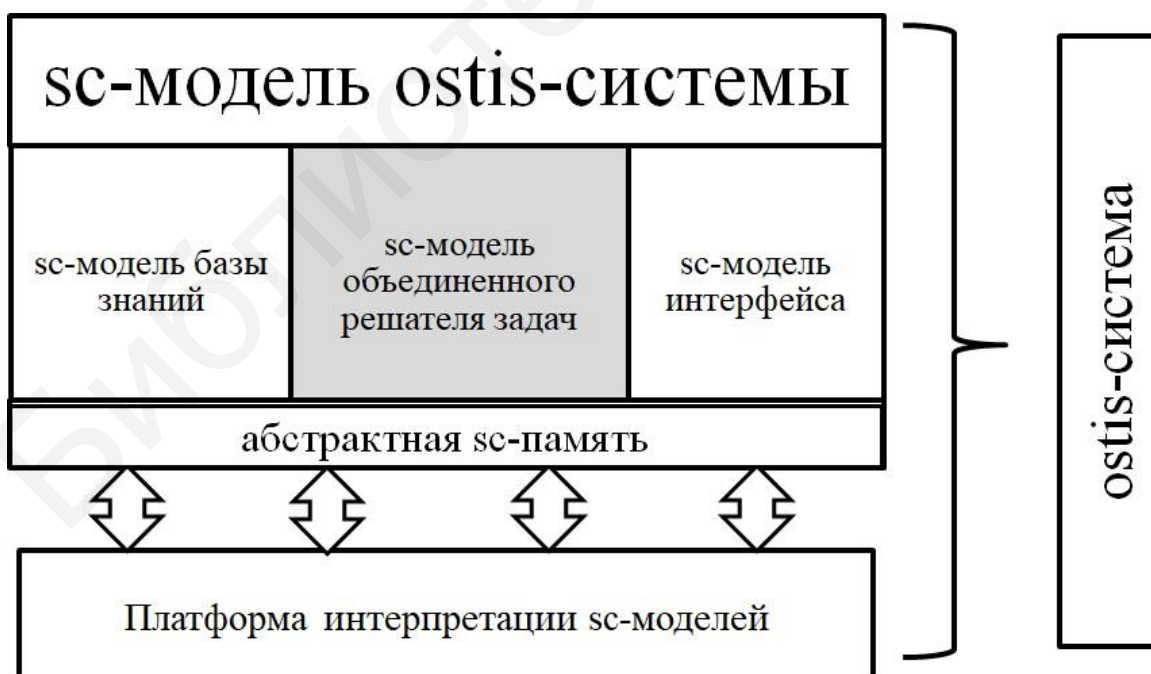 sc-модель ostis-системы
sc-модель базы
знаний
sc-модель
объединенного
решателя задач
sc-модель
интерфейса
абстрактная sc-память
Платформа интерпретации sc-моделей
ostis-система